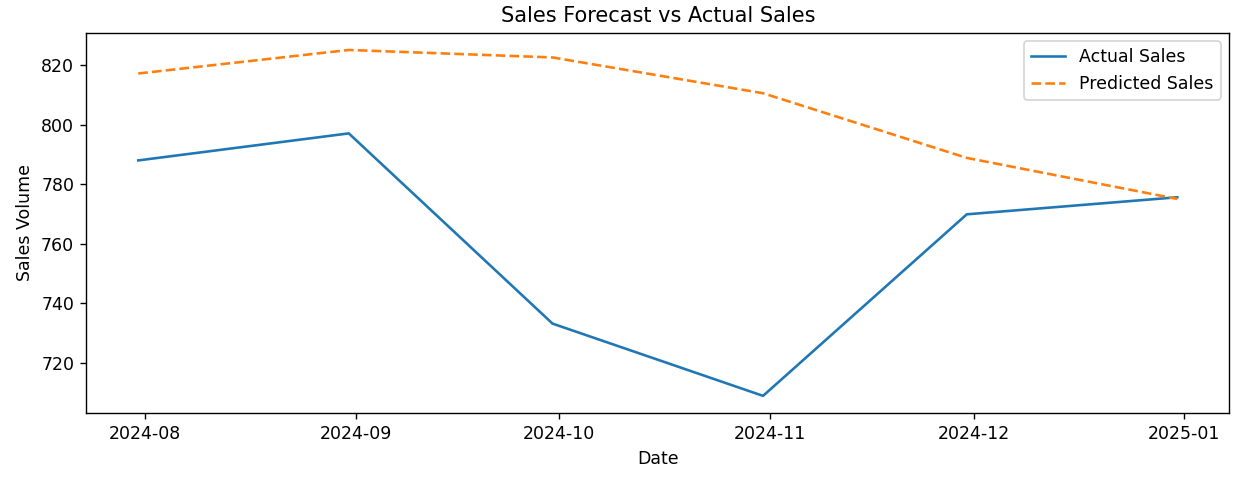 Sales Forecast vs Actual Sales
Actual Sales
Predicted Sales
Sales Volume
820
800
780
760
740
720
2024-08 2024-09 2024-10 2024-11 2024-12 2025-01
Date